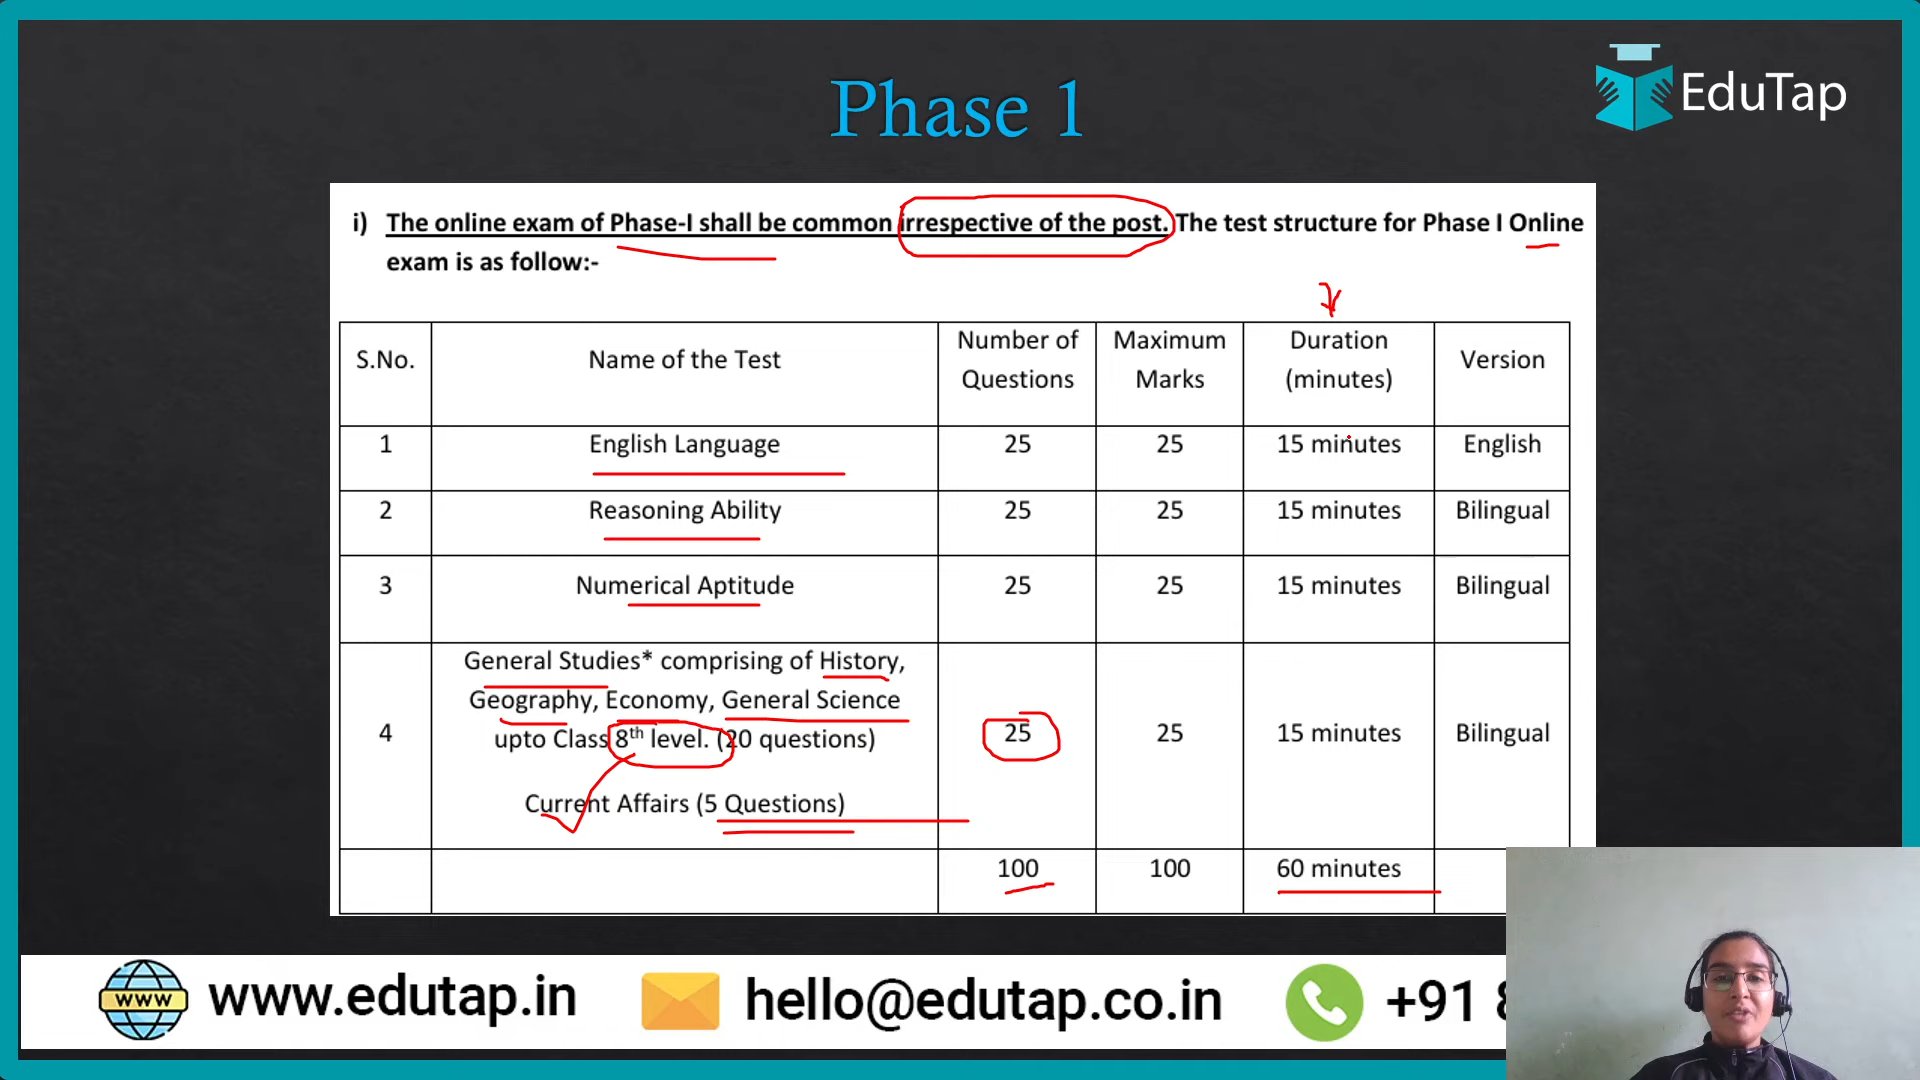 EduTap
Phase 1
i) The online exam of Phase-I shall be common irrespective of the post. The test structure for Phase I Online
exam is as follow:-
S.No. Name of the Test Number of Questions Maximum Marks Duration (minutes) Version
1 English Language 25 25 15 minutes English
2 Reasoning Ability 25 25 15 minutes Bilingual
3 Numerical Aptitude 25 25 15 minutes Bilingual
4 General Studies* comprising of History,
Geography, Economy, General Science
upto Class 8th level. (20 questions)
Current Affairs (5 Questions)
25 25 15 minutes Bilingual
100 100 60 minutes
www www.edutap.in hello@edutap.co.in +91